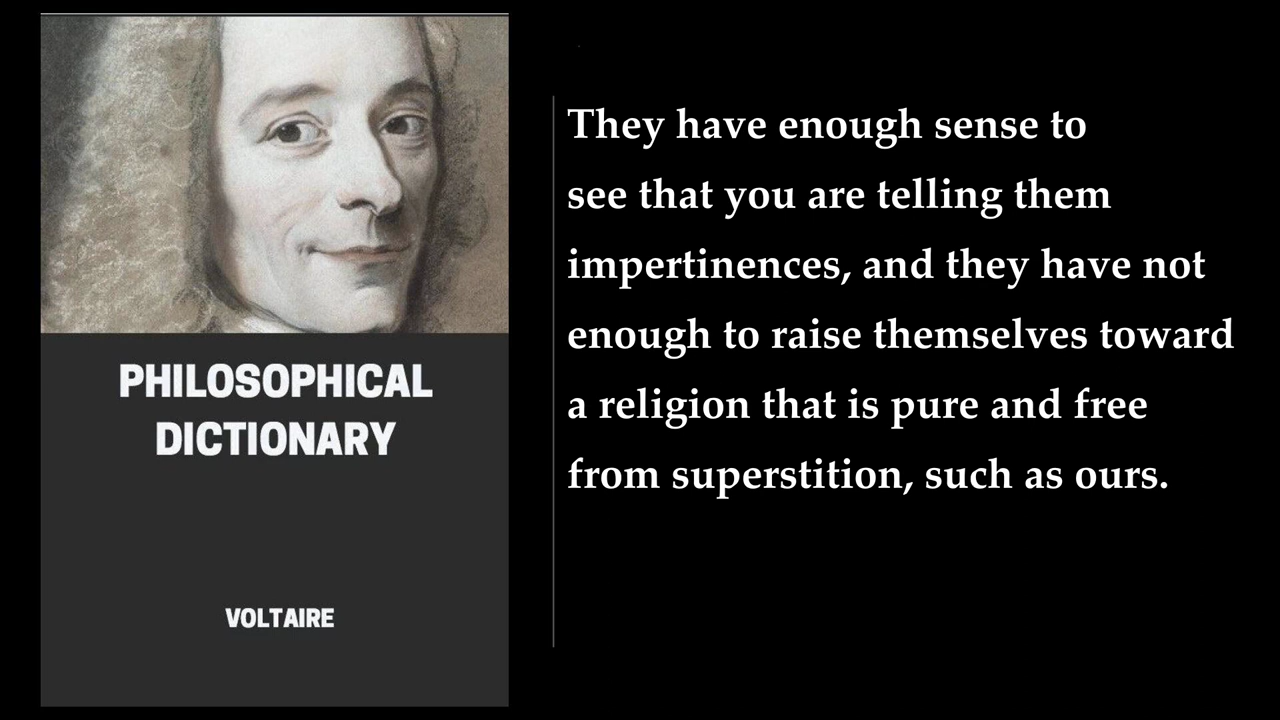 PHILOSOPHICAL
DICTIONARY
VOLTAIRE
They have enough sense to
see that you are telling them
impertinences, and they have not
enough to raise themselves toward
a religion that is pure and free
from superstition, such as ours.